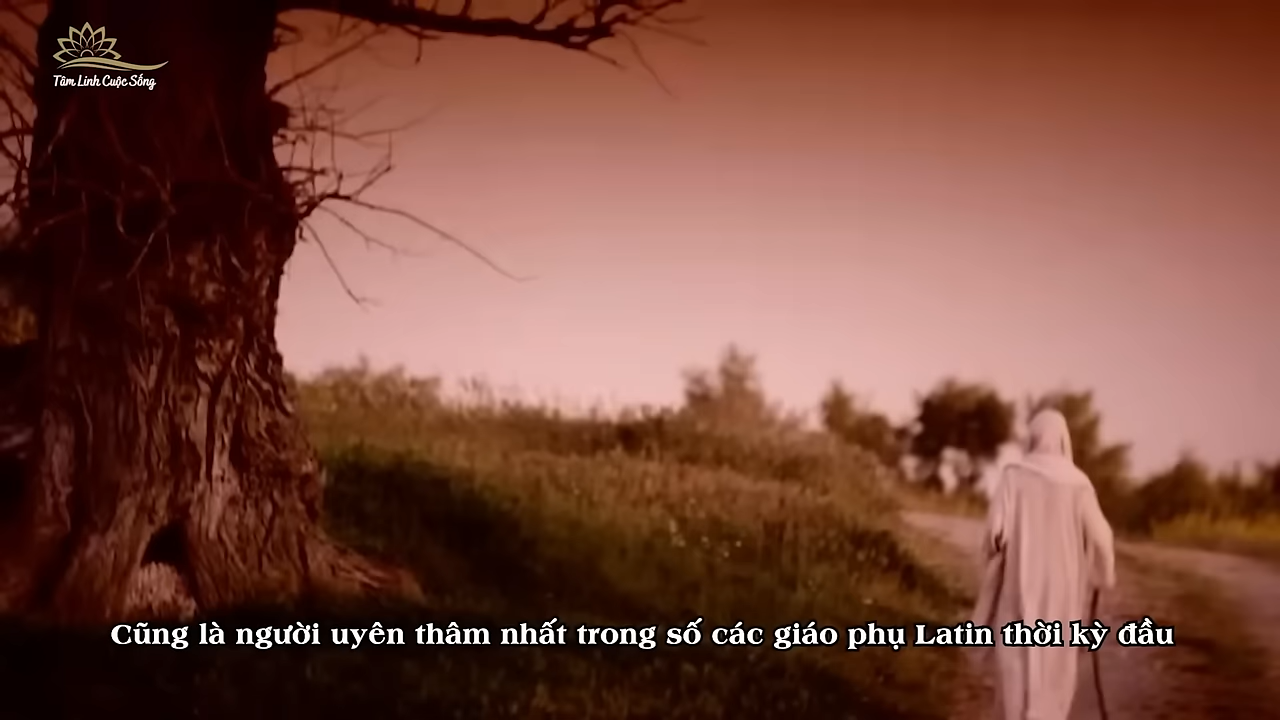 Tâm Linh Cuộc Sống
Cũng là người uyên thâm nhất trong số các giáo phụ Latin thời kỳ đầu